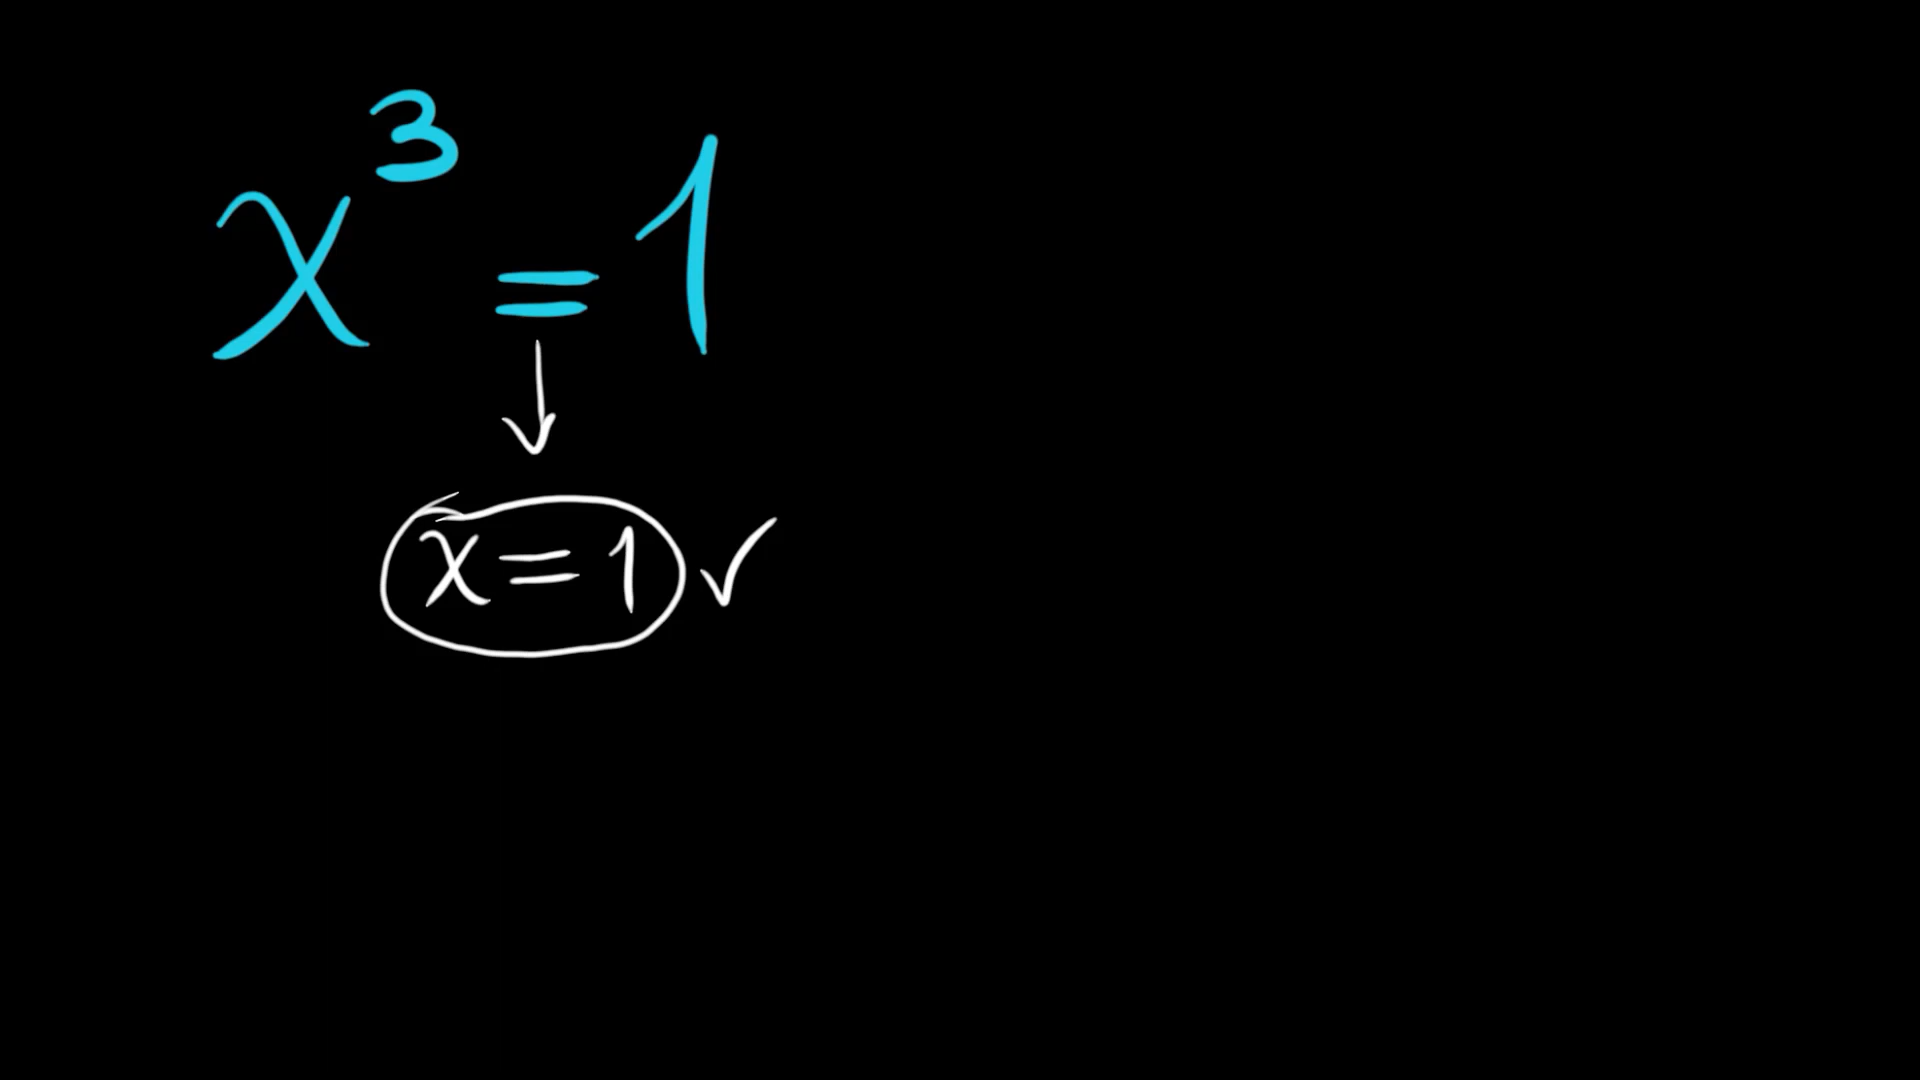 x³ = 1
x = 1 ✓